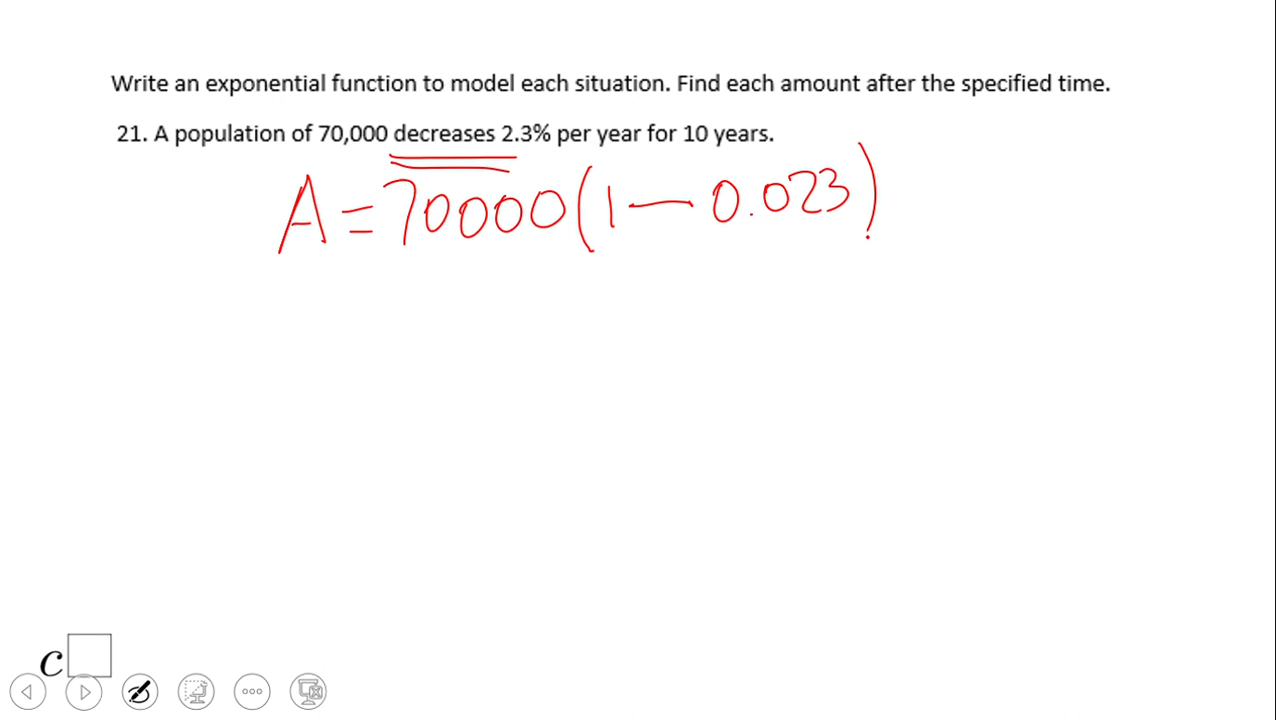 Write an exponential function to model each situation. Find each amount after the specified time.
21. A population of 70,000 decreases 2.3% per year for 10 years.
A = 70000(1 — 0.023)
c